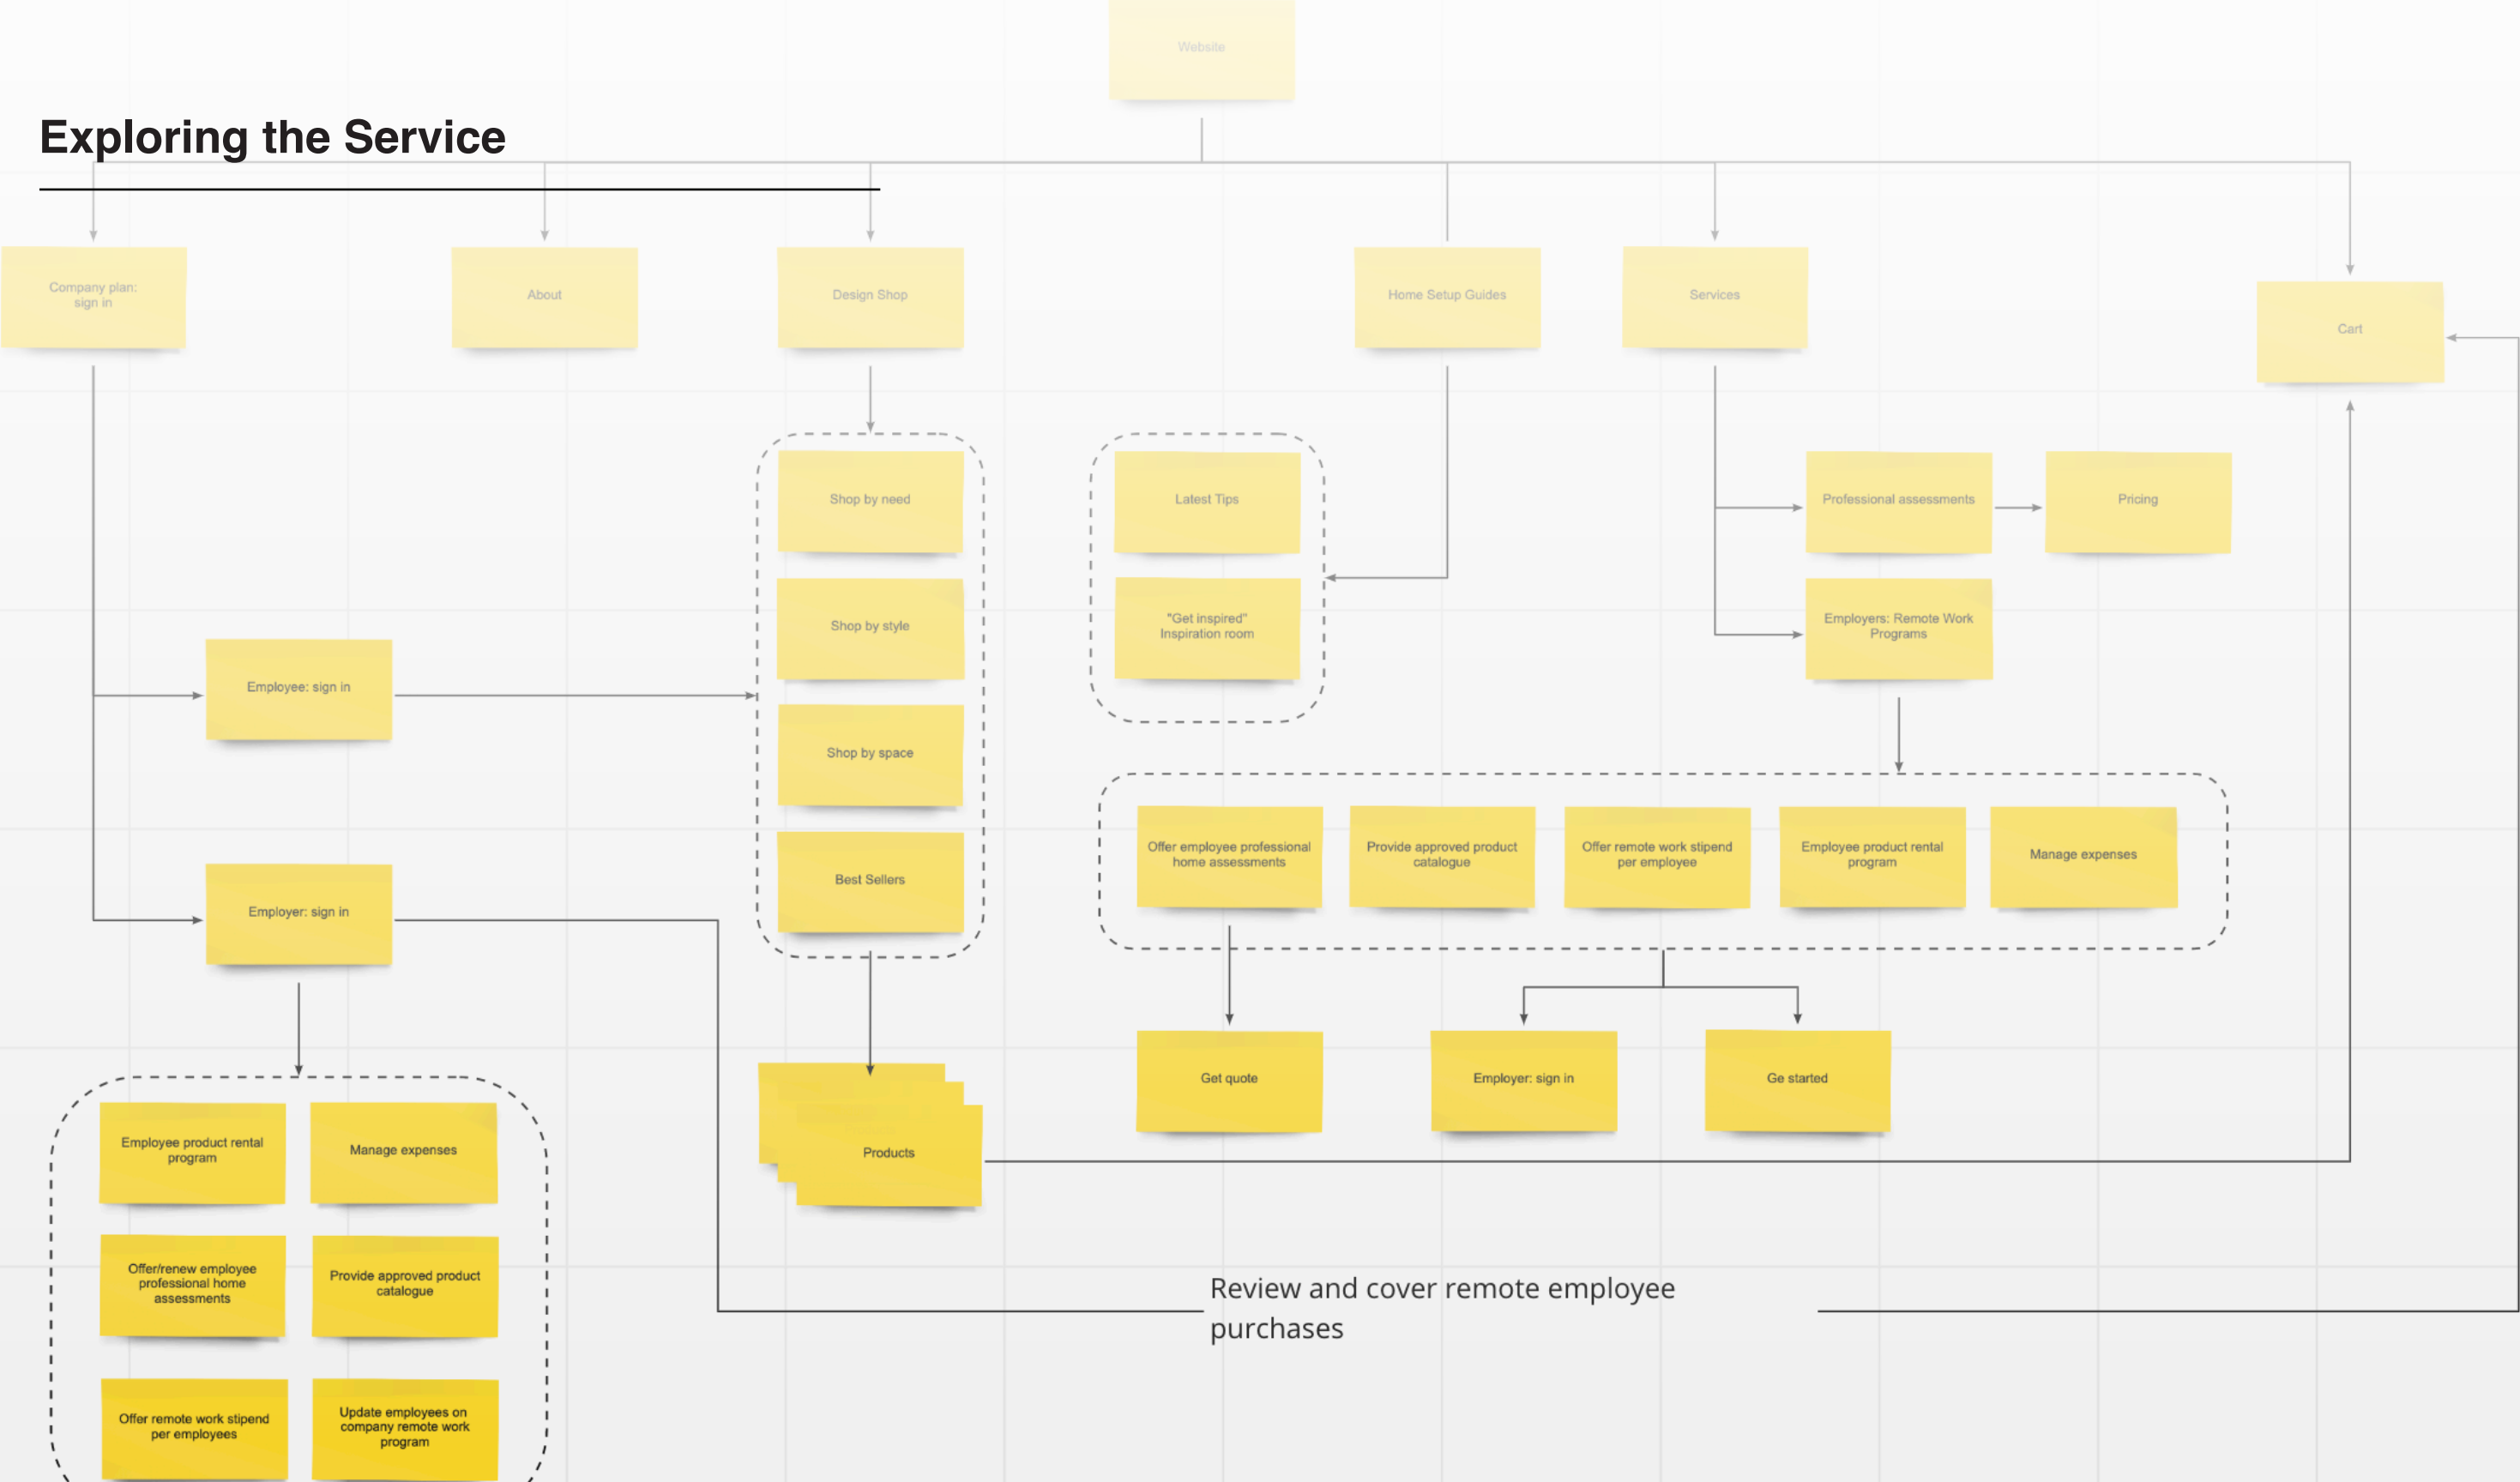 Website
Exploring the Service
Company plan:
sign in
About
Design Shop
Home Setup Guides
Services
Cart
Shop by need
Latest Tips
Professional assessments
Pricing
Shop by style
"Get inspired"
Inspiration room
Employers: Remote Work
Programs
Employee: sign in
Shop by space
Offer employee professional
home assessments
Provide approved product
catalogue
Offer remote work stipend
per employee
Employee product rental
program
Manage expenses
Best Sellers
Employer: sign in
Get quote
Employer: sign in
Ge started
Employee product rental
program
Manage expenses
Products
Offer/renew employee
professional home
assessments
Provide approved product
catalogue
Review and cover remote employee
purchases
Offer remote work stipend
per employees
Update employees on
company remote work
program